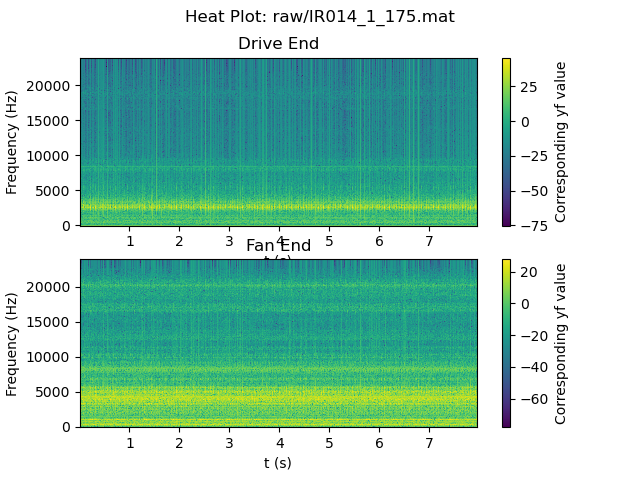 Heat Plot: raw/IR014_1_175.mat
Drive End
Frequency (Hz)
20000
15000
10000
5000
0
1 2 3 4 5 6 7
t (s)
25
0
−25
−50
−75
Corresponding yf value
Fan End
Frequency (Hz)
20000
15000
10000
5000
0
1 2 3 4 5 6 7
t (s)
20
0
−20
−40
−60
Corresponding yf value